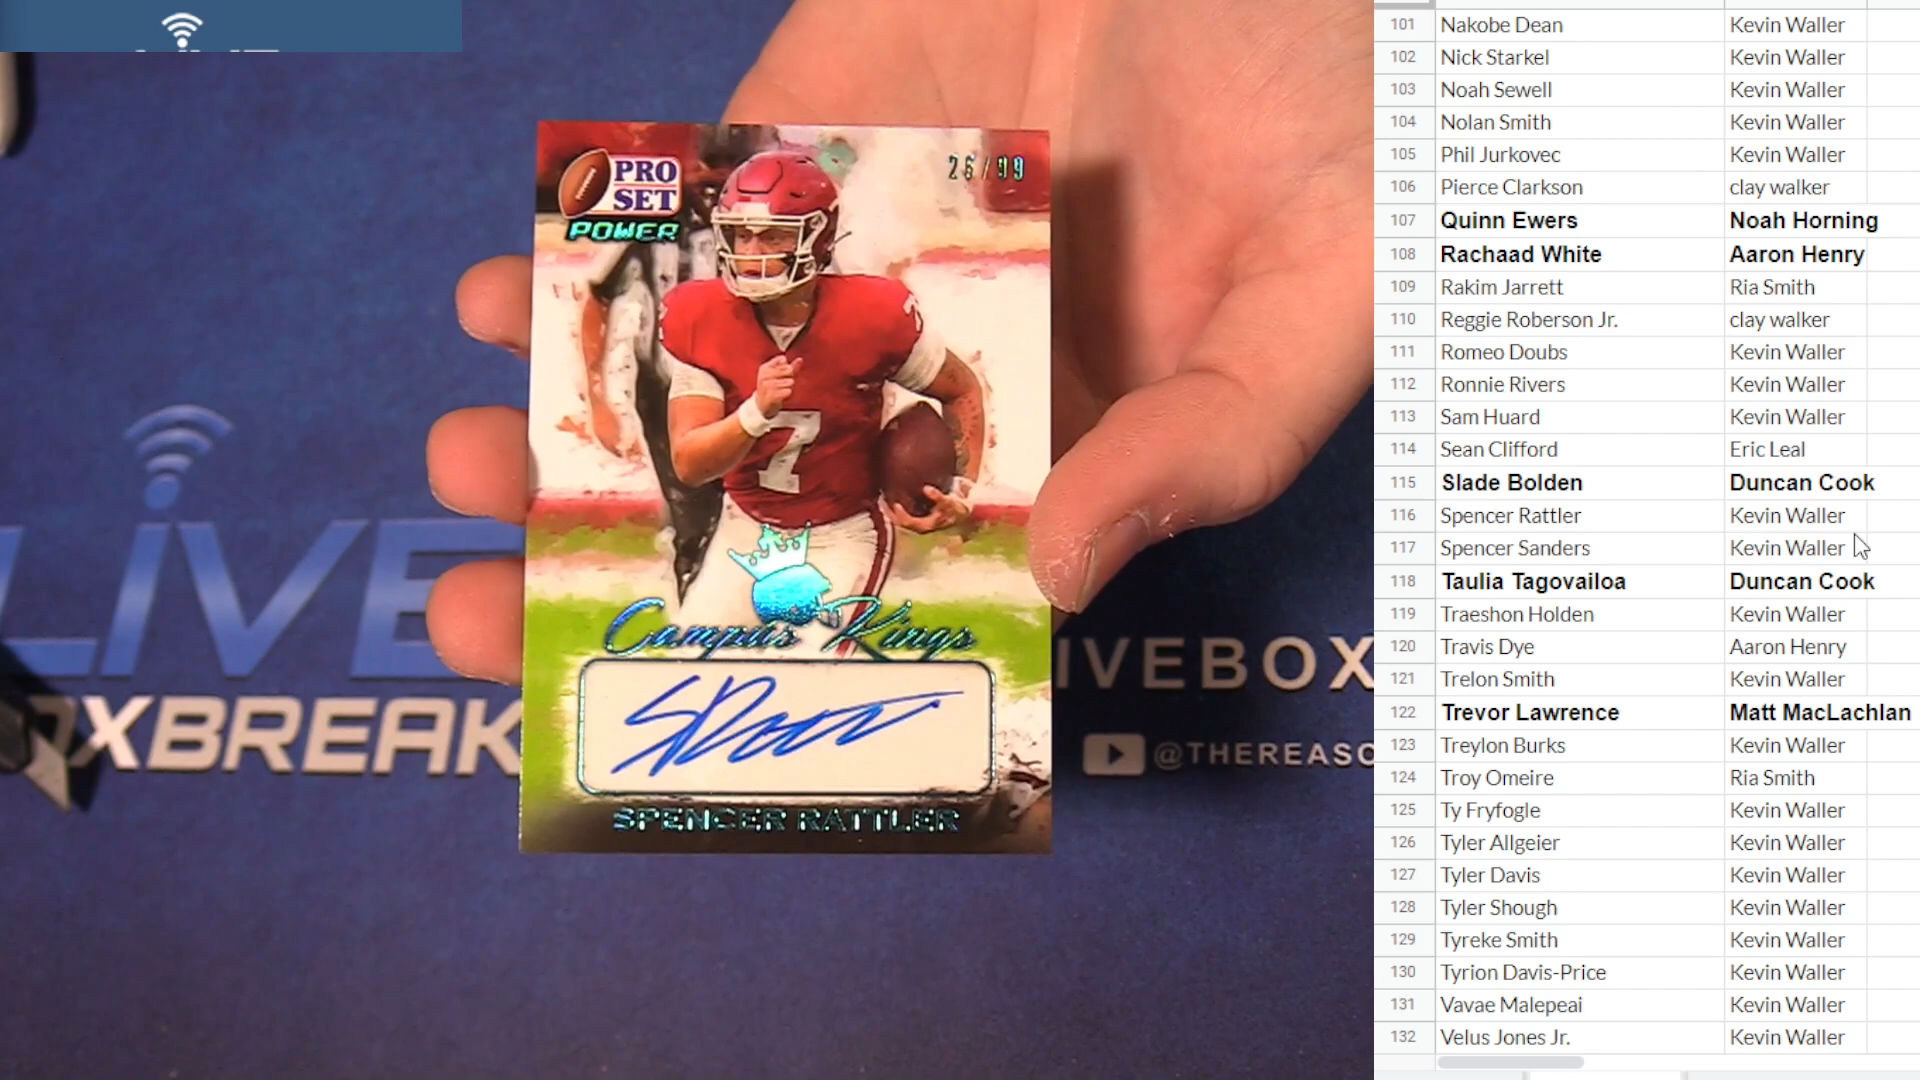 LIVE
OXBREAK
IVEBOX
@THEREASO
PRO
SET
POWER
26/99
7
Campus Kings
SPENCER RATTLER
101 Nakobe Dean Kevin Waller
102 Nick Starkel Kevin Waller
103 Noah Sewell Kevin Waller
104 Nolan Smith Kevin Waller
105 Phil Jurkovec Kevin Waller
106 Pierce Clarkson clay walker
107 Quinn Ewers Noah Horning
108 Rachaad White Aaron Henry
109 Rakim Jarrett Ria Smith
110 Reggie Roberson Jr. clay walker
111 Romeo Doubs Kevin Waller
112 Ronnie Rivers Kevin Waller
113 Sam Huard Kevin Waller
114 Sean Clifford Eric Leal
115 Slade Bolden Duncan Cook
116 Spencer Rattler Kevin Waller
117 Spencer Sanders Kevin Waller
118 Taulia Tagovailoa Duncan Cook
119 Traeshon Holden Kevin Waller
120 Travis Dye Aaron Henry
121 Trelon Smith Kevin Waller
122 Trevor Lawrence Matt MacLachlan
123 Treylon Burks Kevin Waller
124 Troy Omeire Ria Smith
125 Ty Fryfogle Kevin Waller
126 Tyler Allgeier Kevin Waller
127 Tyler Davis Kevin Waller
128 Tyler Shough Kevin Waller
129 Tyreke Smith Kevin Waller
130 Tyrion Davis-Price Kevin Waller
131 Vavae Malepeai Kevin Waller
132 Velus Jones Jr. Kevin Waller